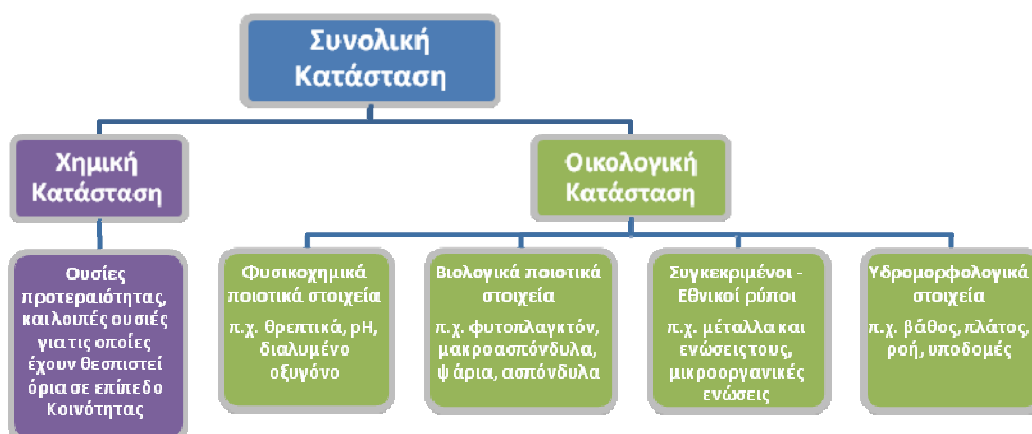 Συνολική
Κατάσταση
Χημική
Κατάσταση
Οικολογική
Κατάσταση
Ουσίες
προτεραιότητας,
και λουπές ουσιές
για τις οποίες
έχουν θεσπιστεί
όρια σε επίπεδο
Κοινότητας
Φυσικοχημικά
ποιοτικά στοιχεία
π.χ. θρεπτικά, pH,
διαλυμένο
οξυγόνο
Βιολογικά ποιοτικά
στοιχεία
π.χ. φυτοπλαγκτόν,
μακροασπόνδυλα,
ψάρια, ασπόνδυλα
Συγκεκριμένοι -
Εθνικοί ρύποι
π.χ. μέταλλα και
ενώσεις τους,
μικροοργανικές
ενώσεις
Υδρομορφολογικά
στοιχεία
π.χ. βάθος, πλάτος,
ροή, υποδομές